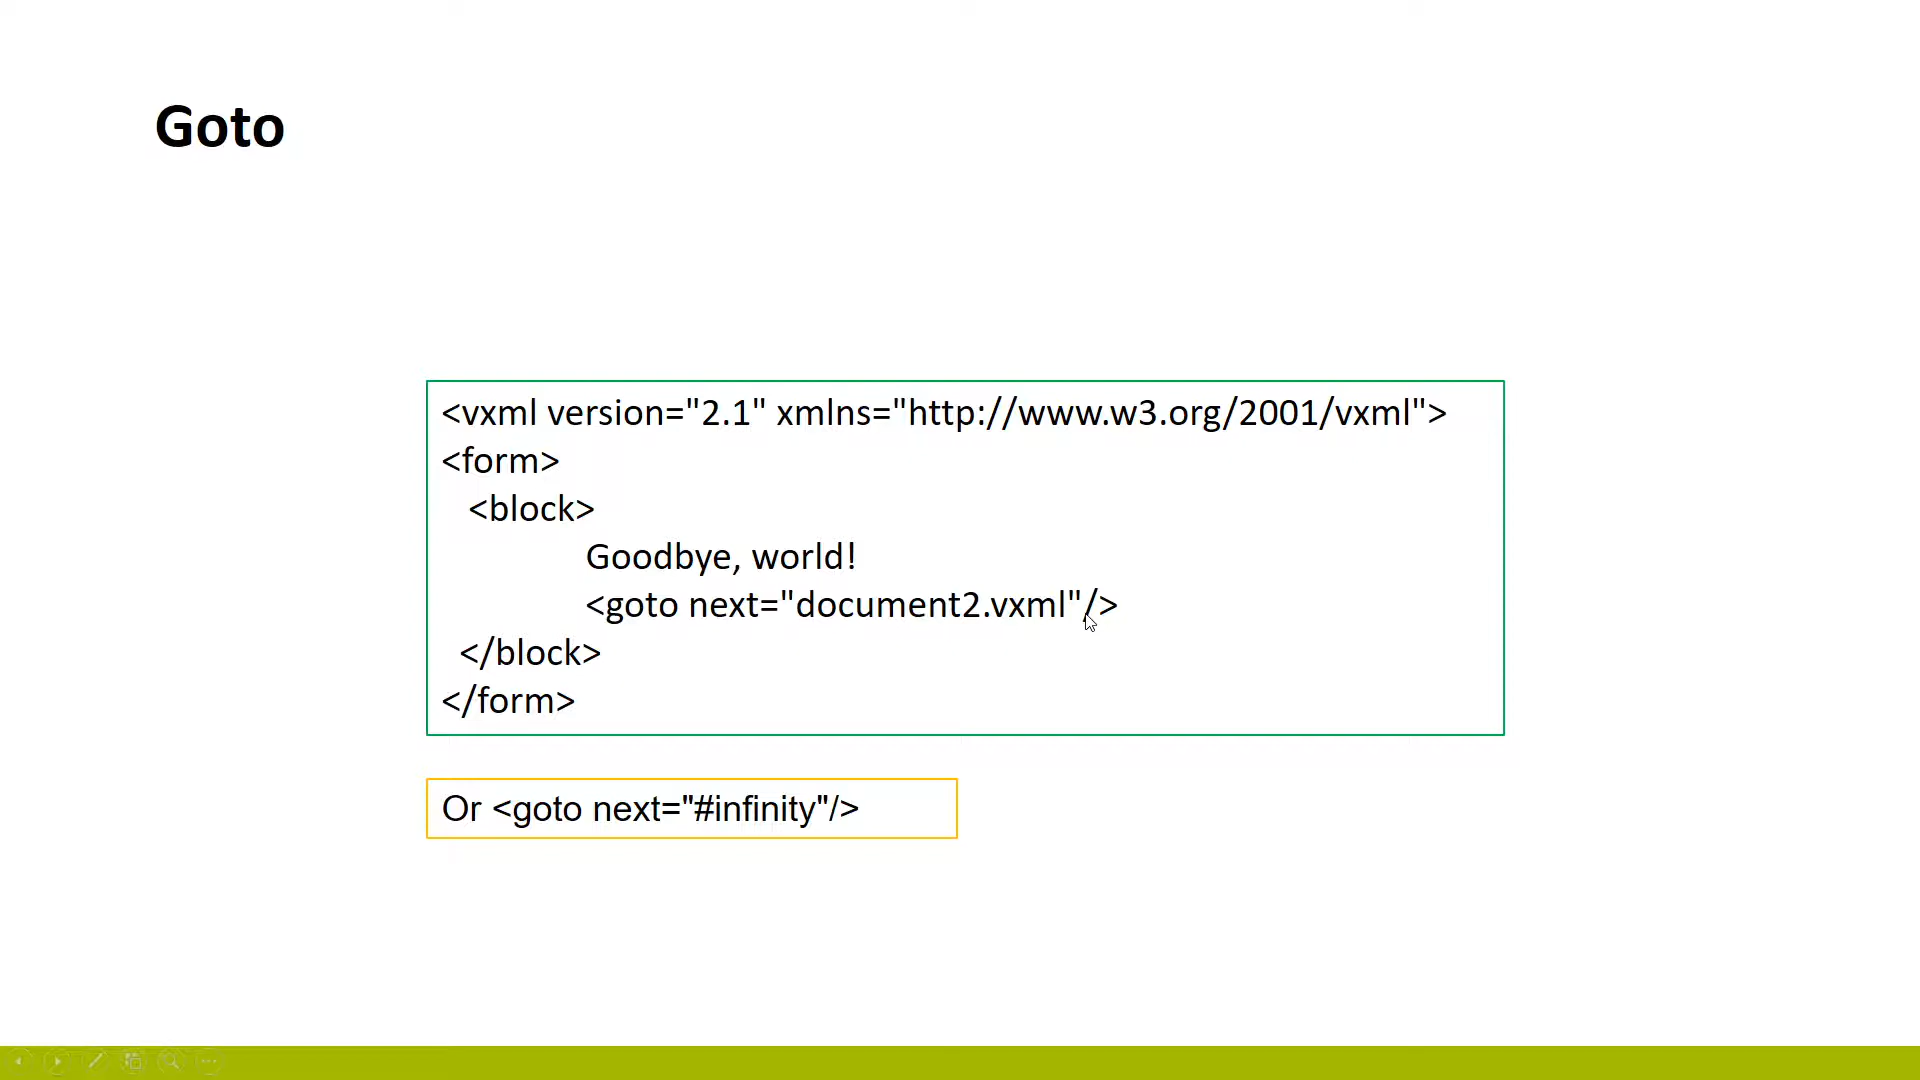 Goto
<vxml version="2.1" xmlns="http://www.w3.org/2001/vxml">
<form>
<block>
Goodbye, world!
<goto next="document2.vxml"/>
</block>
</form>
Or <goto next="#infinity"/>